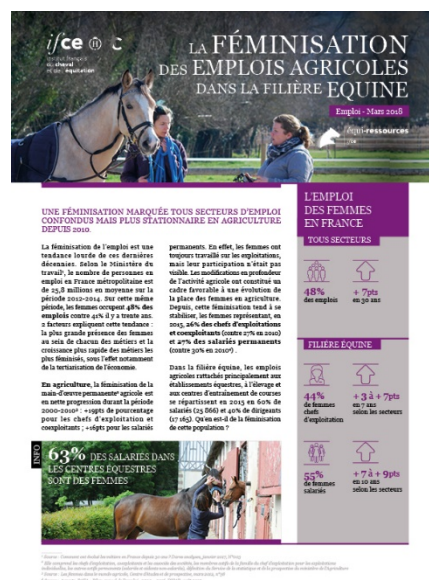 ifce
institut français
du cheval
et de l'équitation
LA FÉMINISATION
DES EMPLOIS AGRICOLES
DANS LA FILIÈRE EQUINE
Emploi - Mars 2018
équi-ressources
UNE FÉMINISATION MARQUÉE TOUS SECTEURS D'EMPLOI
CONFONDUS MAIS PLUS STATIONNAIRE EN AGRICULTURE
DEPUIS 2010.
La féminisation de l'emploi est une
tendance lourde de ces dernières
décennies. Selon le Ministère du
travail¹, le nombre de personnes en
emploi en France métropolitaine est
de 25,8 millions en moyenne sur la
période 2012-2014. Sur cette même
période, les femmes occupent 48% des
emplois contre 41% il y a trente ans.
2 facteurs expliquent cette tendance :
la plus grande présence des femmes
au sein de chacun des métiers et la
croissance plus rapide des métiers les
plus féminisés, sous l'effet notamment
de la tertiarisation de l'économie.
En agriculture, la féminisation de la
main-d'œuvre permanente² agricole est
en nette progression durant la période
2000-2010³ : +19pts de pourcentage
pour les chefs d'exploitation et
coexploitants ; +16pts pour les salariés
permanents. En effet, les femmes ont
toujours travaillé sur les exploitations,
mais leur participation n'était pas
visible. Les modifications en profondeur
de l'activité agricole ont constitué un
cadre favorable à une évolution de
la place des femmes en agriculture.
Depuis, cette féminisation tend à se
stabiliser, les femmes représentant, en
2015, 26% des chefs d'exploitations
et coexploitants (contre 27% en 2010)
et 27% des salariés permanents
(contre 30% en 2010)⁴.
Dans la filière équine, les emplois
agricoles rattachés principalement aux
établissements équestres, à l'élevage et
aux centres d'entrainement de courses
se répartissent en 2015 en 60% de
salariés (25 866) et 40% de dirigeants
(17 165). Qu'en est-il de la féminisation
de cette population ?
L'EMPLOI
DES FEMMES
EN FRANCE
TOUS SECTEURS
48%
des emplois
+ 7pts
en 30 ans
FILIÈRE ÉQUINE
44%
de femmes
chefs
d'exploitation
+ 3 à + 7pts
en 7 ans
selon les secteurs
55%
de femmes
salariés
+ 7 à + 9pts
en 10 ans
selon les secteurs
INFO
63% DES SALARIÉS DANS
LES CENTRES ÉQUESTRES
SONT DES FEMMES